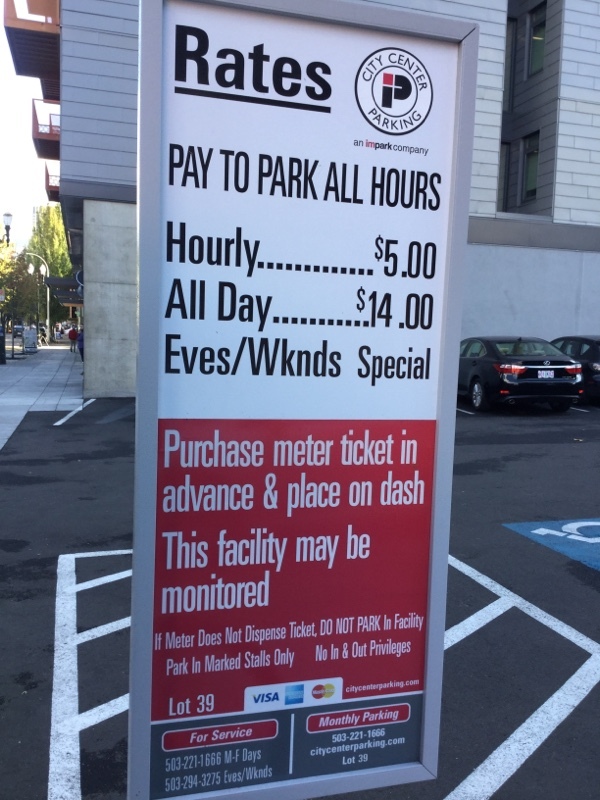 Rates
CITY CENTER
P
PARKING
an impark company
PAY TO PARK ALL HOURS
Hourly.............$5.00
All Day...........$14.00
Eves/Wknds Special
Purchase meter ticket in
advance & place on dash
This facility may be
monitored
If Meter Does Not Dispense Ticket, DO NOT PARK In Facility
Park In Marked Stalls Only No In & Out Privileges
citycenterparking.com
Lot 39
VISA
For Service
503-221-1666 M-F Days
503-294-3275 Eves/Wknds
Monthly Parking
503-221-1666
citycenterparking.com
Lot 39